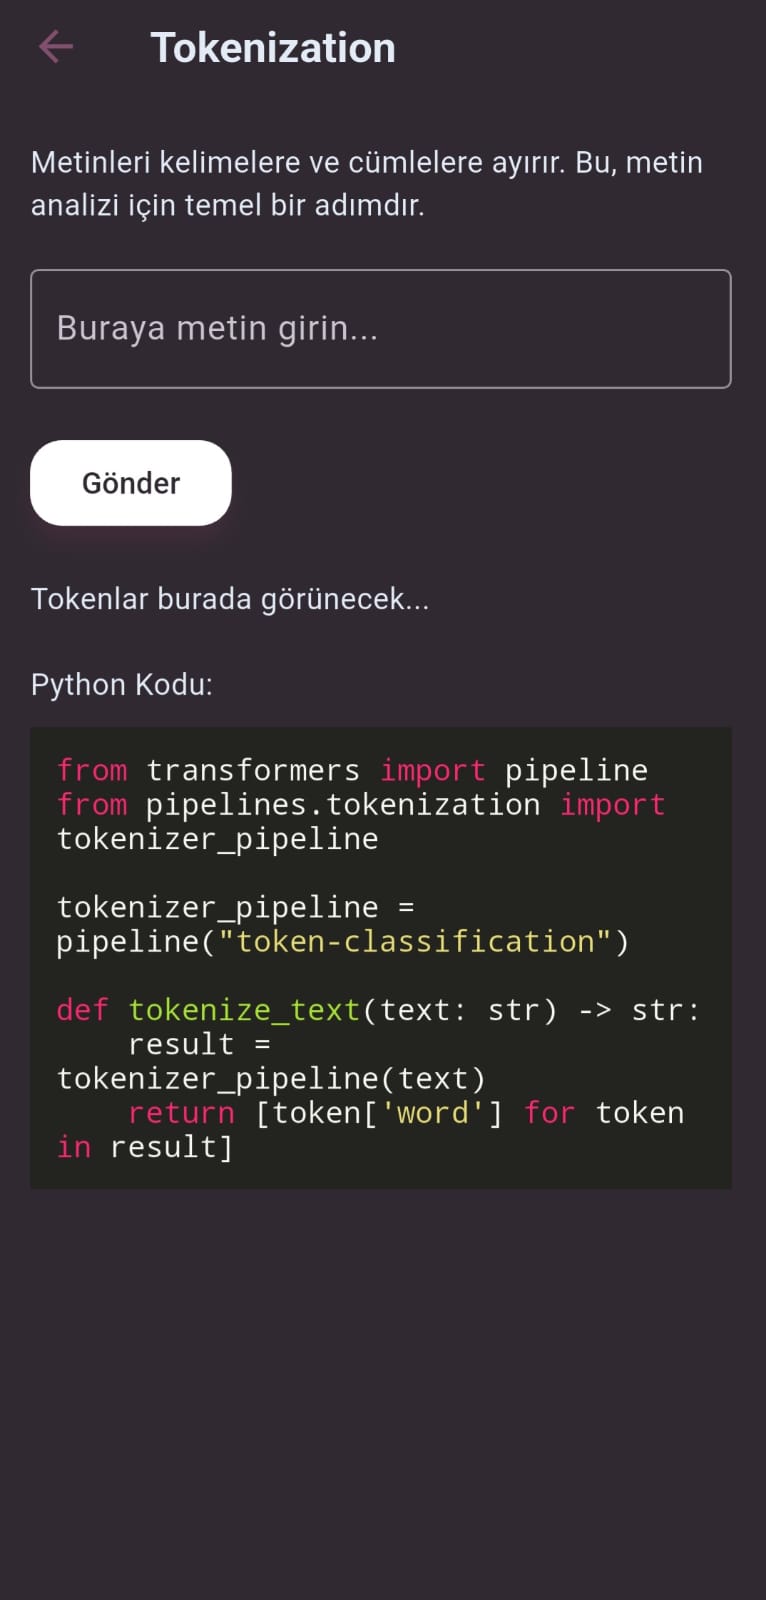 Tokenization
Metinleri kelimelere ve cümlelere ayırır. Bu, metin
analizi için temel bir adımdır.
Buraya metin girin...
Gönder
Tokenlar burada görünecek...
Python Kodu:
from transformers import pipeline
from pipelines.tokenization import
tokenizer_pipeline
tokenizer_pipeline =
pipeline("token-classification")
def tokenize_text(text: str) -> str:
    result =
tokenizer_pipeline(text)
    return [token['word'] for token
in result]